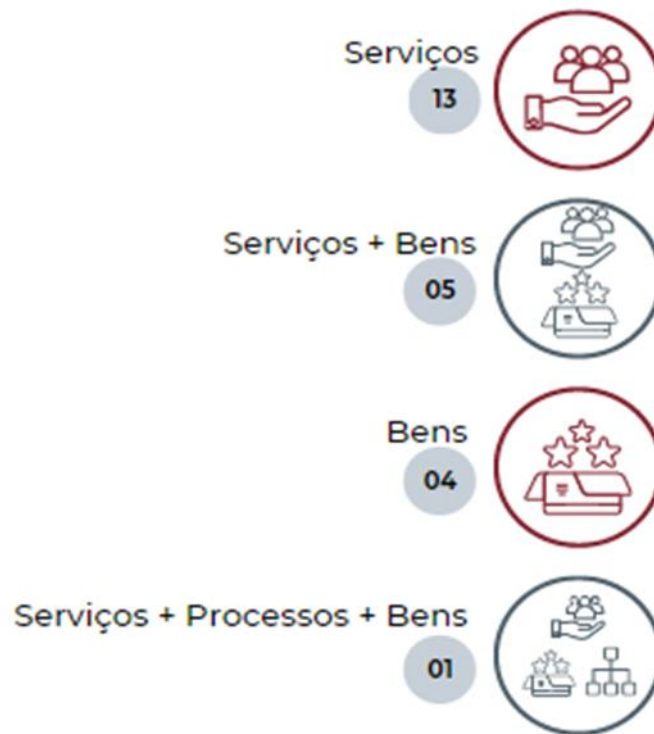 Serviços
13
Serviços + Bens
05
Bens
04
Serviços + Processos + Bens
01